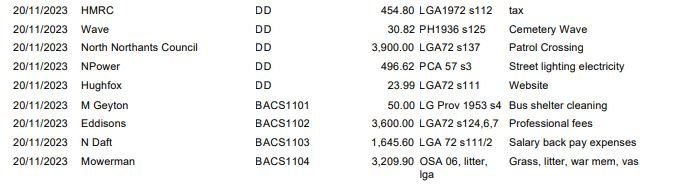 20/11/2023 HMRC DD 454.80 LGA1972 s112 tax
20/11/2023 Wave DD 30.82 PH1936 s125 Cemetery Wave
20/11/2023 North Northants Council DD 3,900.00 LGA72 s137 Patrol Crossing
20/11/2023 NPower DD 496.62 PCA 57 s3 Street lighting electricity
20/11/2023 Hughfox DD 23.99 LGA72 s111 Website
20/11/2023 M Geyton BACS1101 50.00 LG Prov 1953 s4 Bus shelter cleaning
20/11/2023 Eddisons BACS1102 3,600.00 LGA72 s124,6,7 Professional fees
20/11/2023 N Daft BACS1103 1,645.60 LGA 72 s111/2 Salary back pay expenses
20/11/2023 Mowerman BACS1104 3,209.90 OSA 06, litter, Grass, litter, war mem, vas
lga